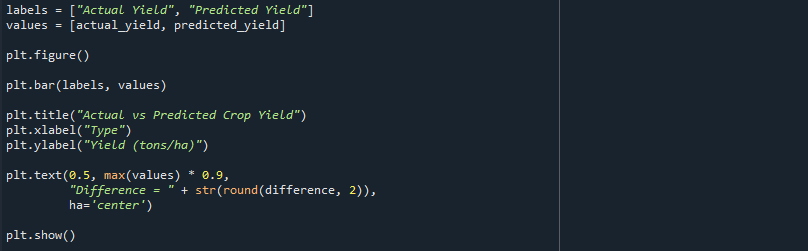 labels = ["Actual Yield", "Predicted Yield"]
values = [actual_yield, predicted_yield]
plt.figure()
plt.bar(labels, values)
plt.title("Actual vs Predicted Crop Yield")
plt.xlabel("Type")
plt.ylabel("Yield (tons/ha)")
plt.text(0.5, max(values) * 0.9,
"Difference = " + str(round(difference, 2)),
ha='center')
plt.show()